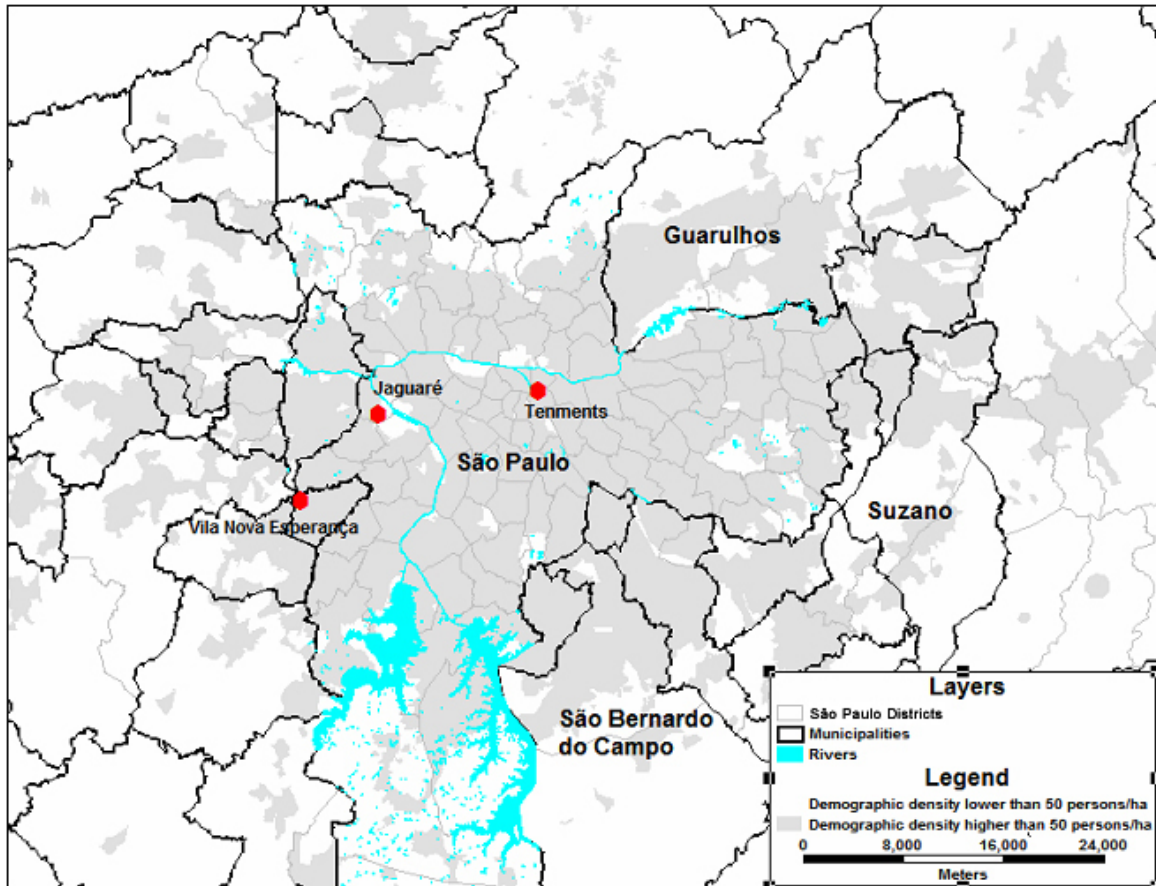 Guarulhos
Jaguaré
Tenments
São Paulo
Vila Nova Esperança
Suzano
São Bernardo
do Campo
Layers
São Paulo Districts
Municipalities
Rivers
Legend
Demographic density lower than 50 persons/ha
Demographic density higher than 50 persons/ha
0 8,000 16,000 24,000
Meters